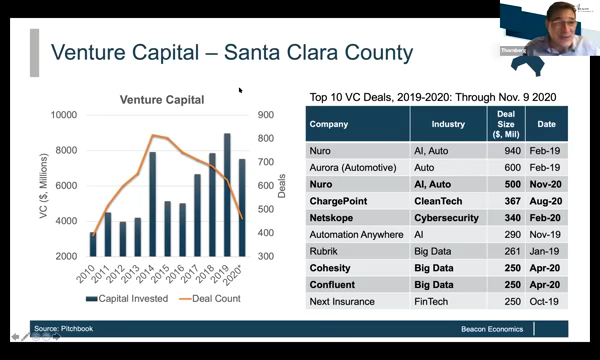 Venture Capital – Santa Clara County
Thornberg
Venture Capital
VC ($, Millions)
10000
8000
6000
4000
2000
900
800
700
600
500
400
300
Deals
2010 2011 2012 2013 2014 2015 2016 2017 2018 2019 2020*
Capital Invested Deal Count
Top 10 VC Deals, 2019-2020: Through Nov. 9 2020
Company Industry Deal Size ($, Mil) Date
Nuro AI, Auto 940 Feb-19
Aurora (Automotive) Auto 600 Feb-19
Nuro AI, Auto 500 Nov-20
ChargePoint CleanTech 367 Aug-20
Netskope Cybersecurity 340 Feb-20
Automation Anywhere AI 290 Nov-19
Rubrik Big Data 261 Jan-19
Cohesity Big Data 250 Apr-20
Confluent Big Data 250 Apr-20
Next Insurance FinTech 250 Oct-19
Source: Pitchbook
Beacon Economics